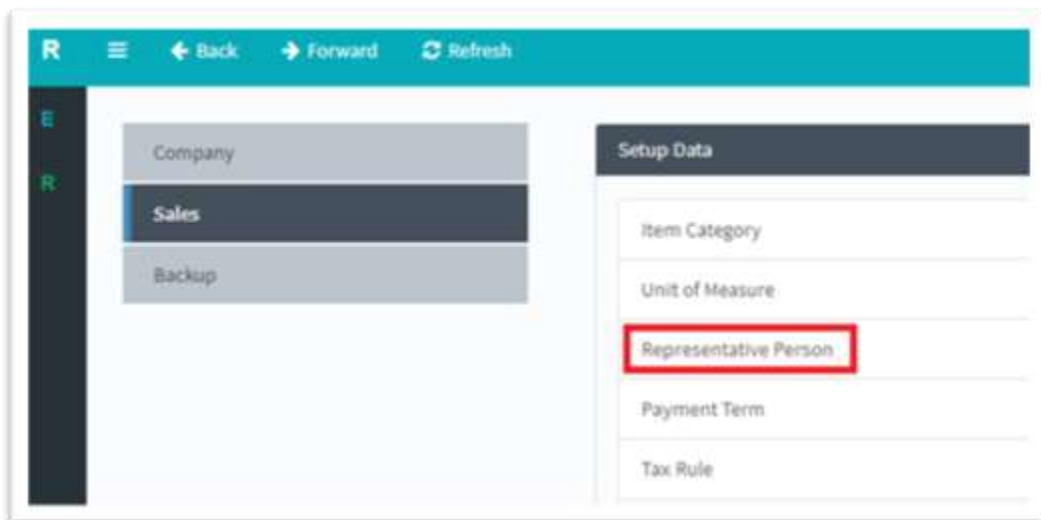 R Back Forward Refresh
E
R
Company
Sales
Backup
Setup Data
Item Category
Unit of Measure
Representative Person
Payment Term
Tax Rule